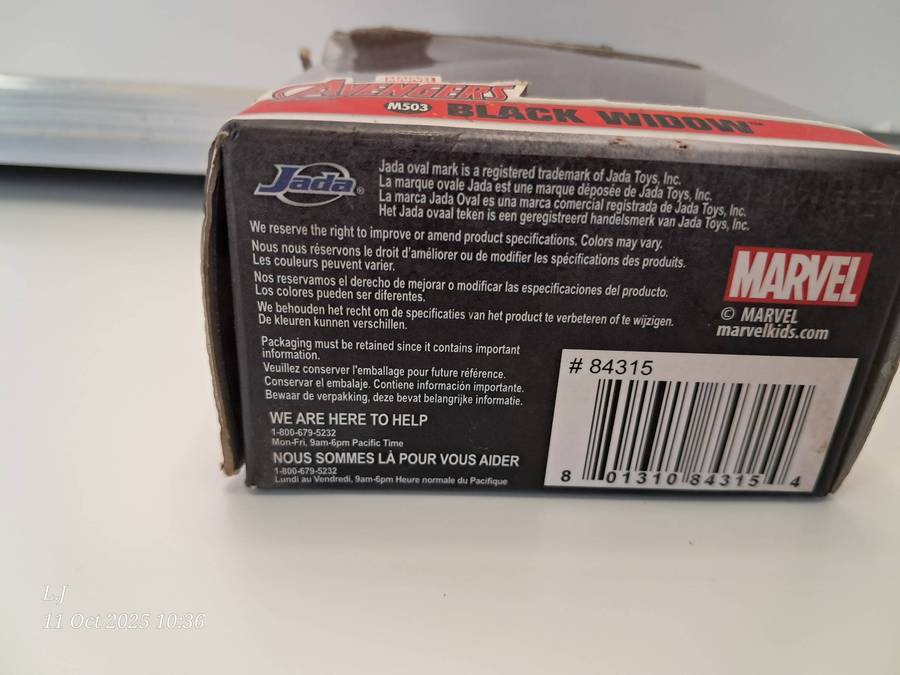 MARVEL
AVENGERS
M503 BLACK WIDOW™
Jada®
Jada oval mark is a registered trademark of Jada Toys, Inc.
La marque ovale Jada est une marque déposée de Jada Toys, Inc.
La marca Jada Oval es una marca comercial registrada de Jada Toys, Inc.
Het Jada ovaal teken is een geregistreerd handelsmerk van Jada Toys, Inc.
We reserve the right to improve or amend product specifications. Colors may vary.
Nous nous réservons le droit d'améliorer ou de modifier les spécifications des produits.
Les couleurs peuvent varier.
Nos reservamos el derecho de mejorar o modificar las especificaciones del producto.
Los colores pueden ser diferentes.
We behouden het recht om de specificaties van het product te verbeteren of te wijzigen.
De kleuren kunnen verschillen.
Packaging must be retained since it contains important
information.
Veuillez conserver l'emballage pour future référence.
Conservar el embalaje. Contiene información importante.
Bewaar de verpakking, deze bevat belangrijke informatie.
WE ARE HERE TO HELP
1-800-679-5232
Mon-Fri, 9am-6pm Pacific Time
NOUS SOMMES LÀ POUR VOUS AIDER
1-800-679-5232
Lundi au Vendredi, 9am-6pm Heure normale du Pacifique
MARVEL
© MARVEL
marvelkids.com
# 84315
8 01310 84315 4
L.J
11 Oct 2025 10:36